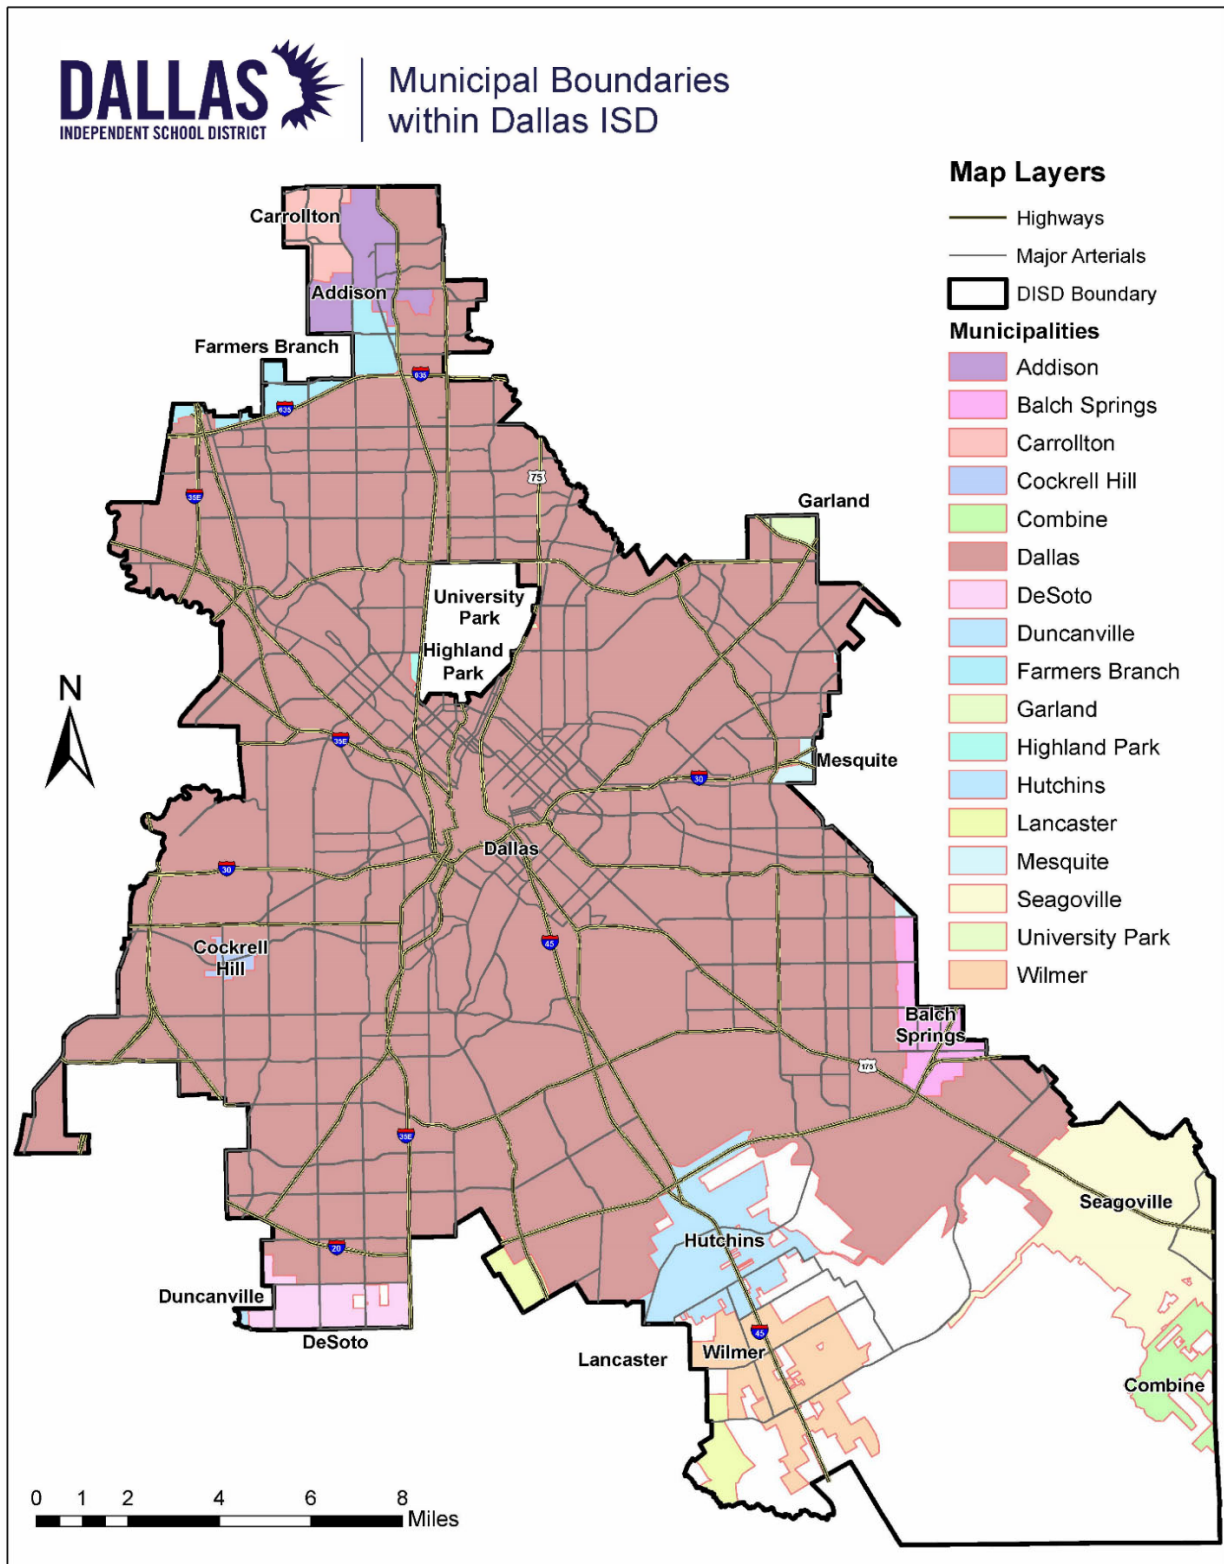 DALLAS
INDEPENDENT SCHOOL DISTRICT
Municipal Boundaries
within Dallas ISD
Map Layers
Highways
Major Arterials
DISD Boundary
Municipalities
Addison
Balch Springs
Carrollton
Cockrell Hill
Combine
Dallas
DeSoto
Duncanville
Farmers Branch
Garland
Highland Park
Hutchins
Lancaster
Mesquite
Seagoville
University Park
Wilmer
Carrollton
Addison
Farmers Branch
635
635
75
35E
Garland
University
Park
Highland
Park
N
35E
Mesquite
30
Dallas
30
45
Cockrell
Hill
Balch
Springs
175
35E
Seagoville
Hutchins
20
Duncanville
DeSoto
45
Lancaster
Wilmer
Combine
0 1 2 4 6 8
Miles